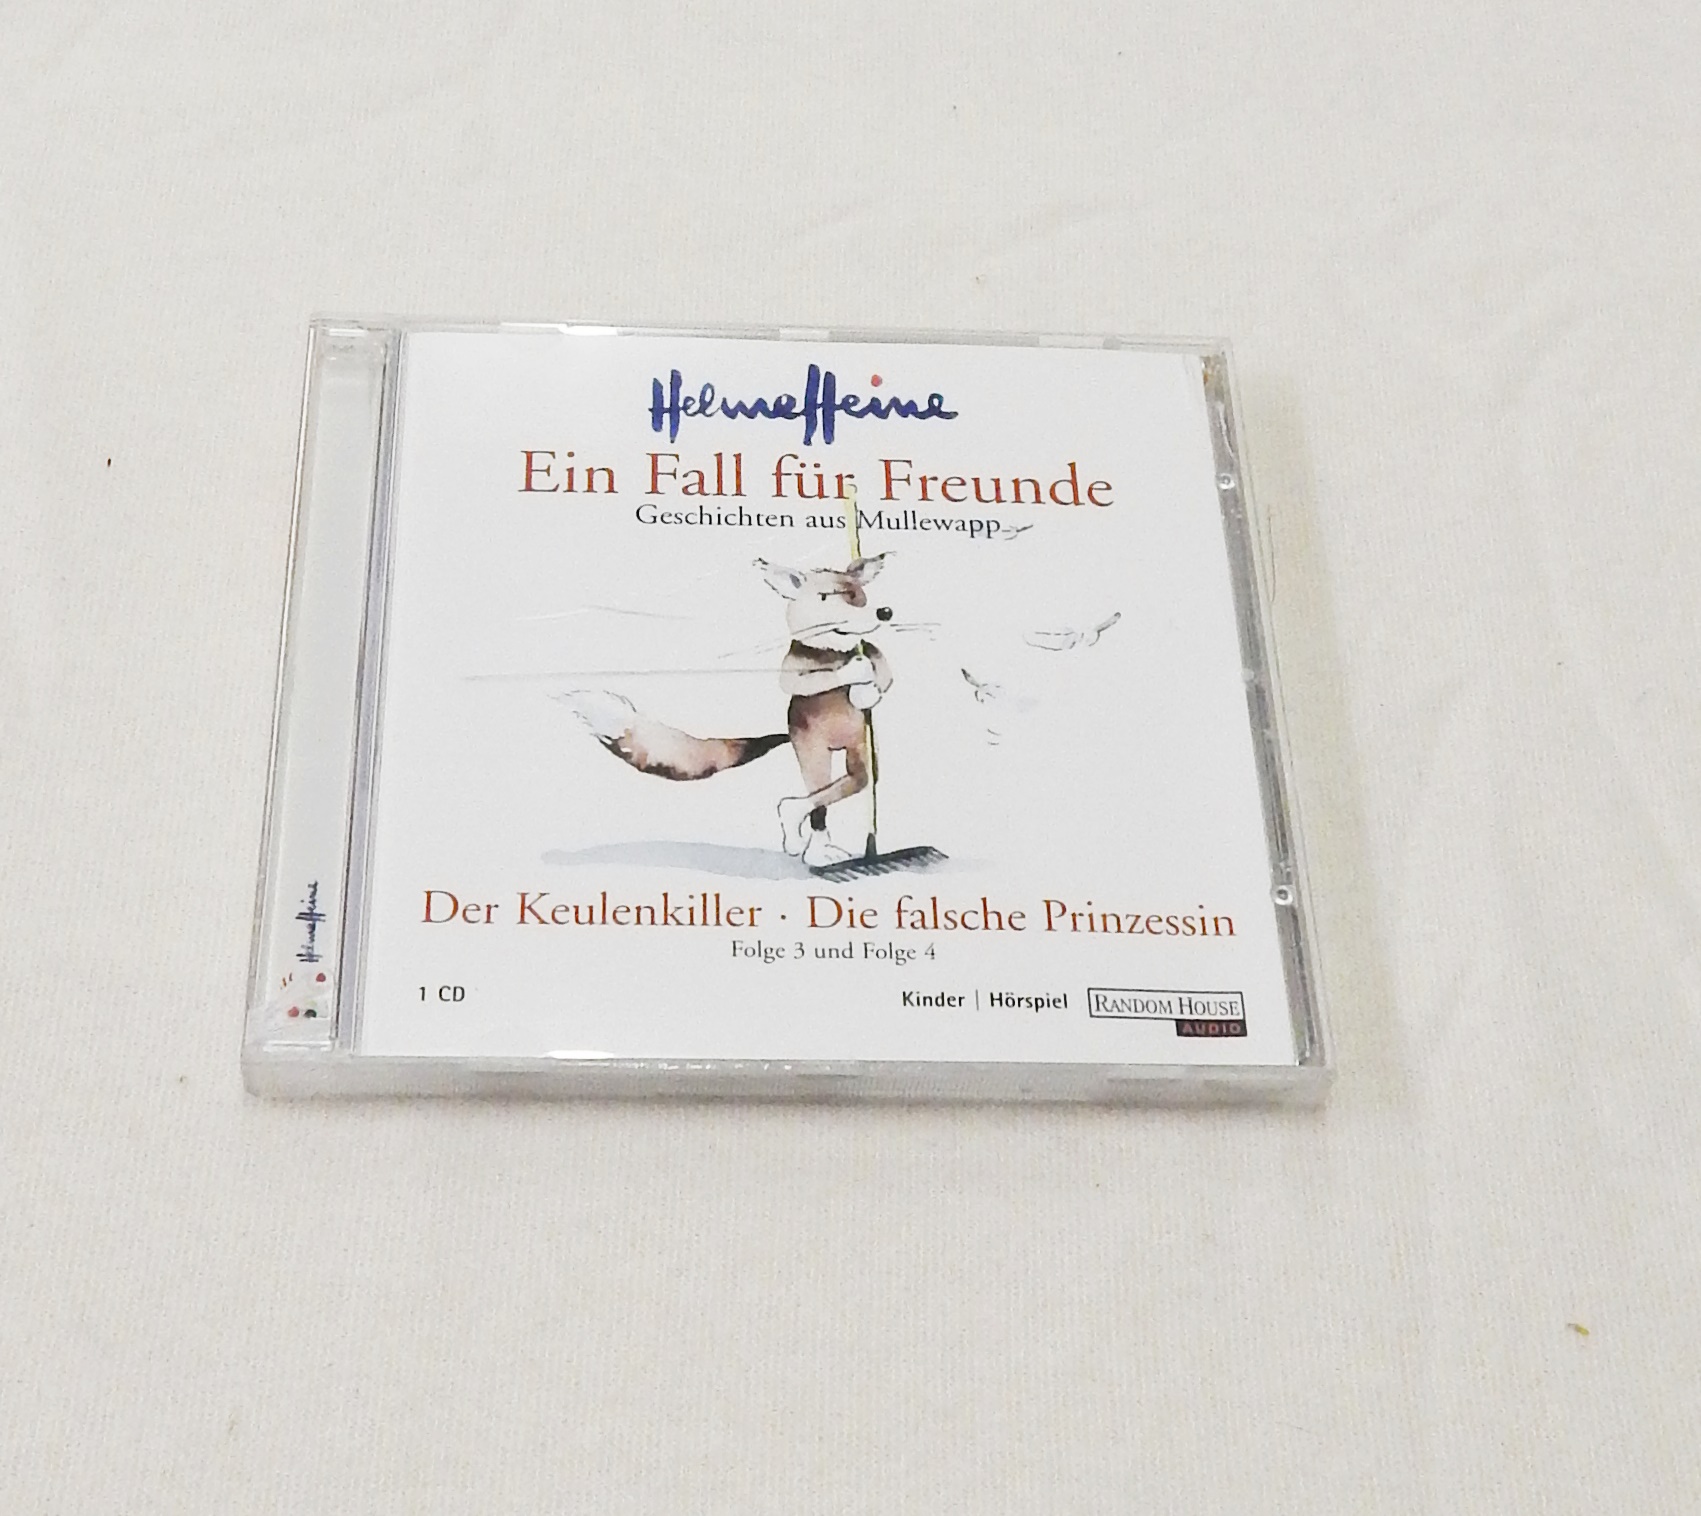 Helme Heine
Ein Fall für Freunde
Geschichten aus Mullewapp
Der Keulenkiller · Die falsche Prinzessin
Folge 3 und Folge 4
1 CD
Kinder | Hörspiel
RANDOM HOUSE
AUDIO
Helme Heine